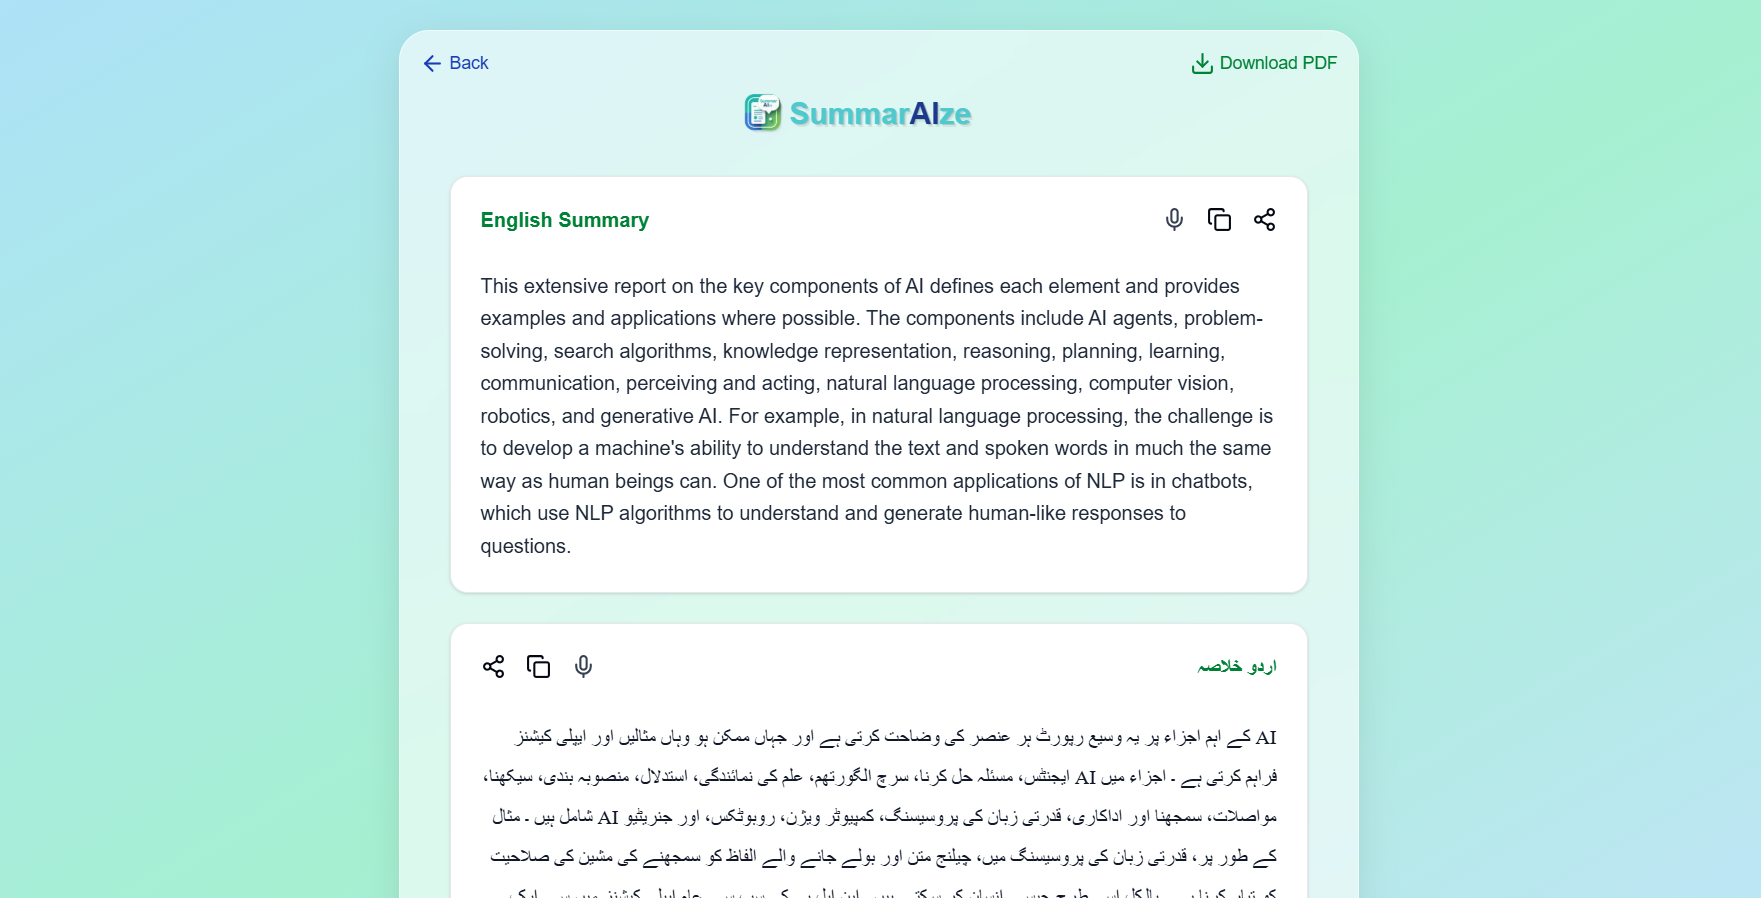 Back
Download PDF
SummarAIze
English Summary
This extensive report on the key components of AI defines each element and provides
examples and applications where possible. The components include AI agents, problem-
solving, search algorithms, knowledge representation, reasoning, planning, learning,
communication, perceiving and acting, natural language processing, computer vision,
robotics, and generative AI. For example, in natural language processing, the challenge is
to develop a machine's ability to understand the text and spoken words in much the same
way as human beings can. One of the most common applications of NLP is in chatbots,
which use NLP algorithms to understand and generate human-like responses to
questions.
اردو خلاصہ
AI کے اہم اجزاء پر یہ وسیع رپورٹ ہر عنصر کی وضاحت کرتی ہے اور جہاں ممکن ہو وہاں مثالیں اور ایپلی کیشنز
فراہم کرتی ہے ۔ اجزاء میں AI ایجنٹس، مسئلہ حل کرنا، سرچ الگورتھم، علم کی نمائندگی، استدلال، منصوبہ بندی، سیکھنا،
مواصلات، سمجھنا اور اداکاری، قدرتی زبان کی پروسیسنگ، کمپیوٹر ویژن، روبوٹکس، اور جنریٹیو AI شامل ہیں ۔ مثال
کے طور پر، قدرتی زبان کی پروسیسنگ میں، چیلنج متن اور بولے جانے والے الفاظ کو سمجھنے کی مشین کی صلاحیت